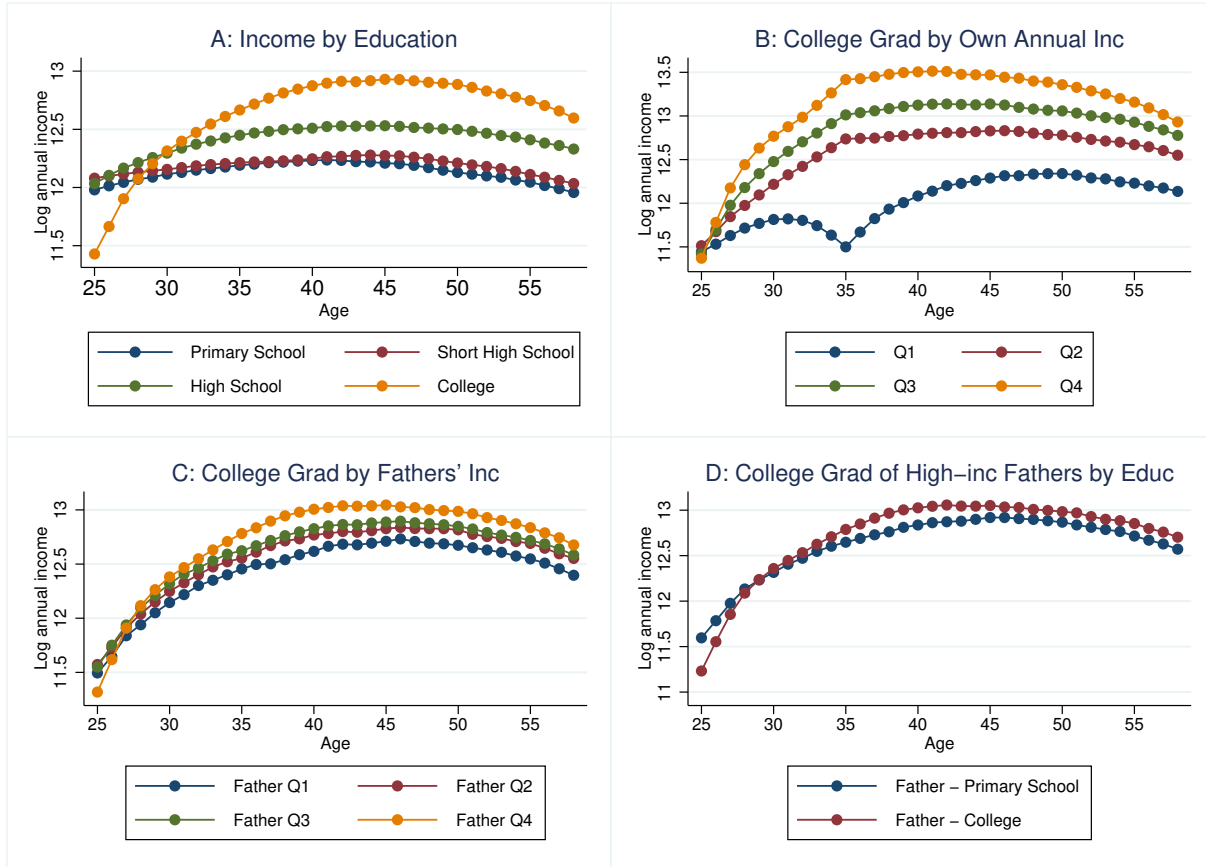 A: Income by Education
Log annual income
13
12.5
12
11.5
25 30 35 40 45 50 55
Age
Primary School Short High School
High School College
B: College Grad by Own Annual Inc
Log annual income
13.5
13
12.5
12
11.5
25 30 35 40 45 50 55
Age
Q1 Q2
Q3 Q4
C: College Grad by Fathers' Inc
Log annual income
13
12.5
12
11.5
25 30 35 40 45 50 55
Age
Father Q1 Father Q2
Father Q3 Father Q4
D: College Grad of High−inc Fathers by Educ
Log annual income
13
12.5
12
11.5
11
25 30 35 40 45 50 55
Age
Father − Primary School
Father − College